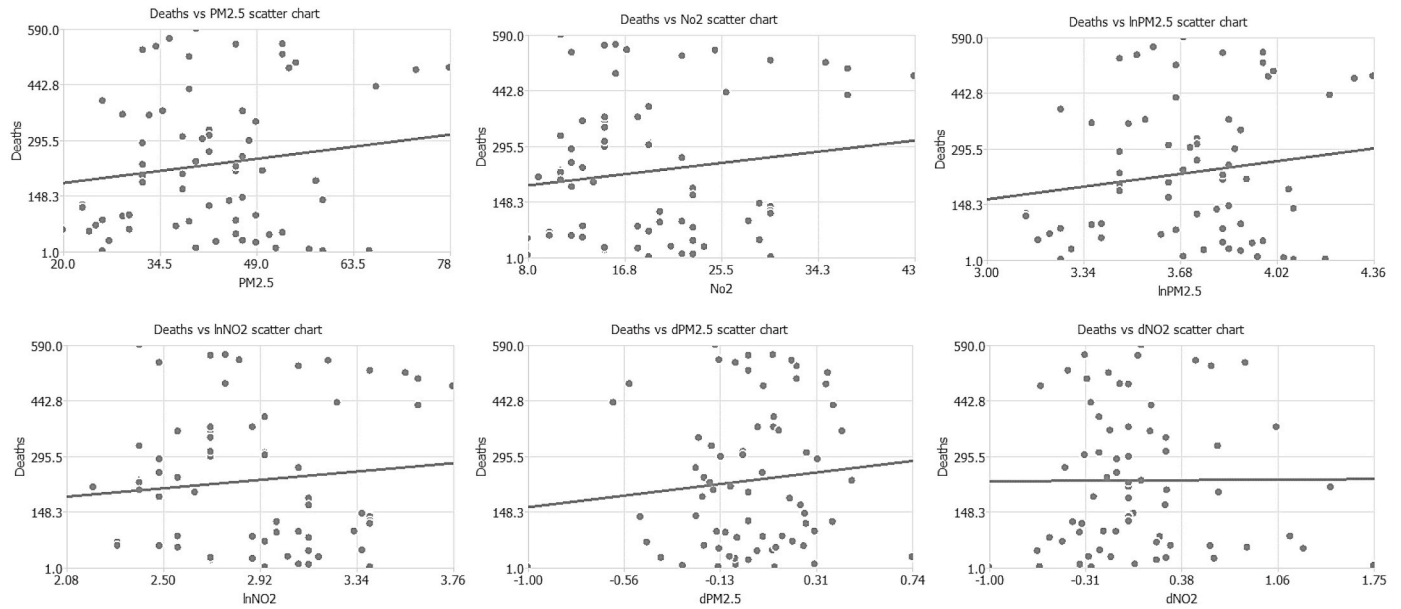 Deaths vs PM2.5 scatter chart
590.0
442.8
295.5
148.3
1.0
Deaths
20.0 34.5 49.0 63.5 78
PM2.5
Deaths vs No2 scatter chart
590.0
442.8
295.5
148.3
1.0
Deaths
8.0 16.8 25.5 34.3 43
No2
Deaths vs lnPM2.5 scatter chart
590.0
442.8
295.5
148.3
1.0
Deaths
3.00 3.34 3.68 4.02 4.36
lnPM2.5
Deaths vs lnNO2 scatter chart
590.0
442.8
295.5
148.3
1.0
Deaths
2.08 2.50 2.92 3.34 3.76
lnNO2
Deaths vs dPM2.5 scatter chart
590.0
442.8
295.5
148.3
1.0
Deaths
-1.00 -0.56 -0.13 0.31 0.74
dPM2.5
Deaths vs dNO2 scatter chart
590.0
442.8
295.5
148.3
1.0
Deaths
-1.00 -0.31 0.38 1.06 1.75
dNO2